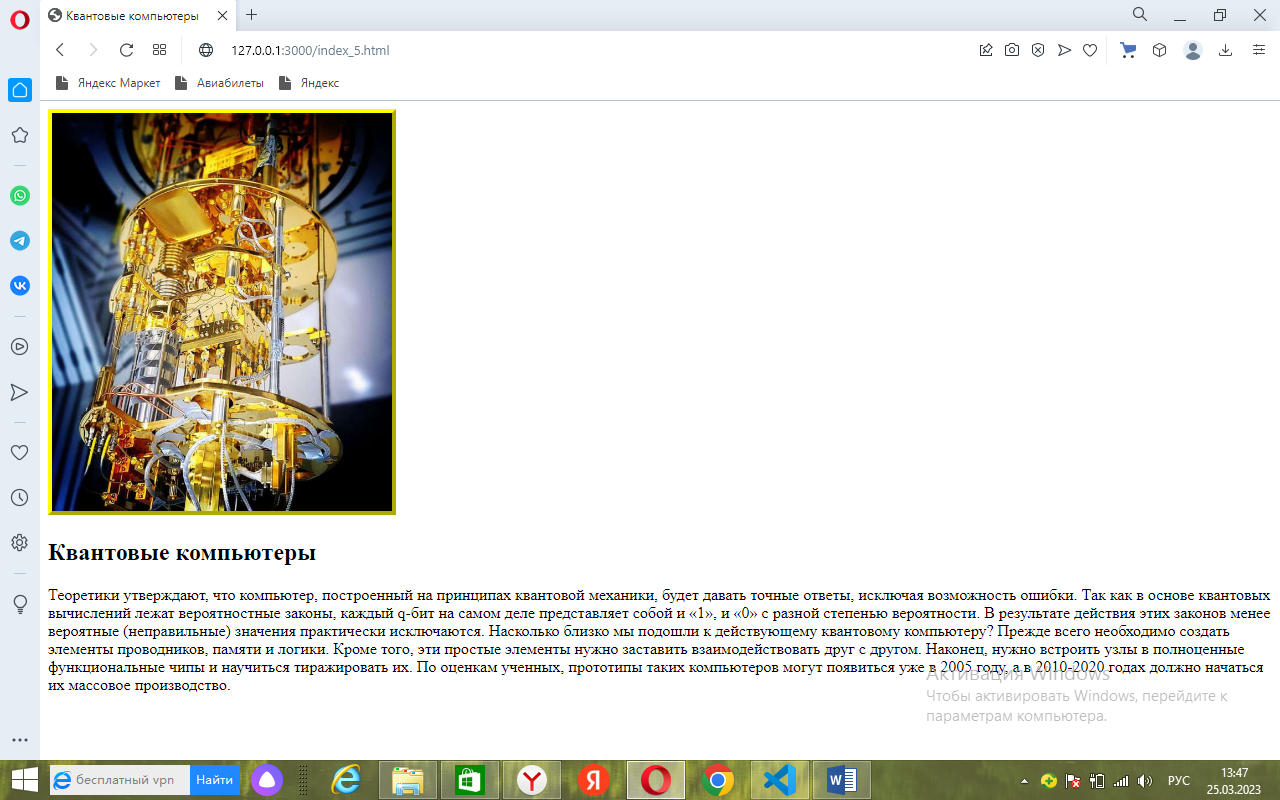 Квантовые компьютеры
127.0.0.1:3000/index_5.html
Яндекс Маркет
Авиабилеты
Яндекс
Квантовые компьютеры
Теоретики утверждают, что компьютер, построенный на принципах квантовой механики, будет давать точные ответы, исключая возможность ошибки. Так как в основе квантовых
вычислений лежат вероятностные законы, каждый q-бит на самом деле представляет собой и «1», и «0» с разной степенью вероятности. В результате действия этих законов менее
вероятные (неправильные) значения практически исключаются. Насколько близко мы подошли к действующему квантовому компьютеру? Прежде всего необходимо создать
элементы проводников, памяти и логики. Кроме того, эти простые элементы нужно заставить взаимодействовать друг с другом. Наконец, нужно встроить узлы в полноценные
функциональные чипы и научиться тиражировать их. По оценкам ученных, прототипы таких компьютеров могут появиться уже в 2005 году, а в 2010-2020 годах должно начаться
их массовое производство.
Активация Windows
Чтобы активировать Windows, перейдите к
параметрам компьютера.
бесплатный vpn
Найти
РУС
13:47
25.03.2023